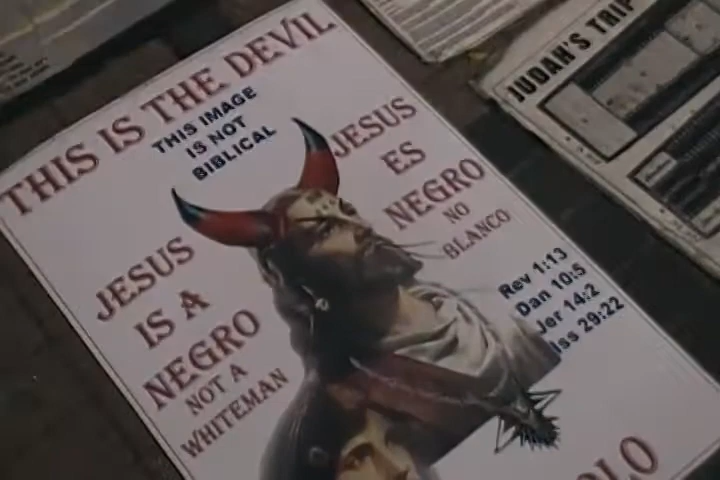 THIS IS THE DEVIL
THIS IMAGE
IS NOT
BIBLICAL
JESUS
ES
NEGRO
NO
BLANCO
JESUS
IS A
NEGRO
NOT A
WHITEMAN
Rev 1:13
Dan 10:5
Jer 14:2
Iss 29:22
OLO
JUDAH'S TRIP